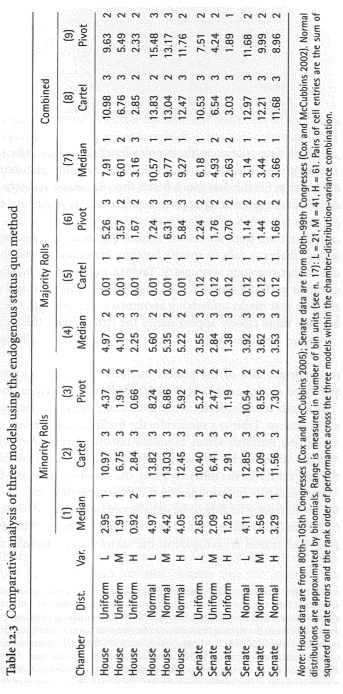 Table 12.3 Comparative analysis of three models using the endogenous status quo method
Minority Rolls Majority Rolls Combined
(1) (2) (3) (4) (5) (6) (7) (8) (9)
Chamber Dist. Var. Median Cartel Pivot Median Cartel Pivot Median Cartel Pivot
House Uniform L 2.95 1 10.97 3 4.37 2 4.97 2 0.01 1 5.26 3 7.91 1 10.98 3 9.63 2
House Uniform M 1.91 1 6.75 3 1.91 2 4.10 3 0.01 1 3.57 2 6.01 2 6.76 3 5.49 1
House Uniform H 0.92 2 2.84 3 0.66 1 2.25 3 0.01 1 1.67 2 3.16 3 2.85 2 2.33 1
House Normal L 4.97 1 13.82 3 8.24 2 5.60 2 0.01 1 7.24 3 10.57 1 13.83 2 15.48 3
House Normal M 4.42 1 13.03 3 6.86 2 5.35 2 0.01 1 6.31 3 9.77 1 13.04 2 13.17 3
House Normal H 4.05 1 12.45 3 5.92 2 5.22 2 0.01 1 5.84 3 9.27 1 12.47 3 11.76 2
Senate Uniform L 2.63 1 10.40 3 5.27 2 3.55 3 0.12 1 2.24 2 6.18 1 10.53 3 7.51 2
Senate Uniform M 2.09 1 6.41 3 2.47 2 2.84 3 0.12 1 1.76 2 4.93 2 6.54 3 4.24 1
Senate Uniform H 1.25 2 2.91 3 1.19 1 1.38 3 0.12 1 0.70 2 2.63 2 3.03 3 1.89 1
Senate Normal L 4.11 1 12.85 3 10.54 2 3.92 3 0.12 1 1.14 2 3.14 1 12.97 3 11.68 2
Senate Normal M 3.56 1 12.09 3 8.55 2 3.62 3 0.12 1 1.44 2 3.44 1 12.21 3 9.99 2
Senate Normal H 3.29 1 11.56 3 7.30 2 3.53 3 0.12 1 1.66 2 3.66 1 11.68 3 8.96 2
Note: House data are from 80th–105th Congresses (Cox and McCubbins 2005); Senate data are from 80th–99th Congresses (Cox and McCubbins 2002). Normal
distributions are approximated by binomials. Range is measured in number of bin units (see n. 17): L = 21, M = 41, H = 61. Pairs of cell entries are the sum of
squared roll rate errors and the rank order of performance across the three models within the chamber-distribution-variance combination.